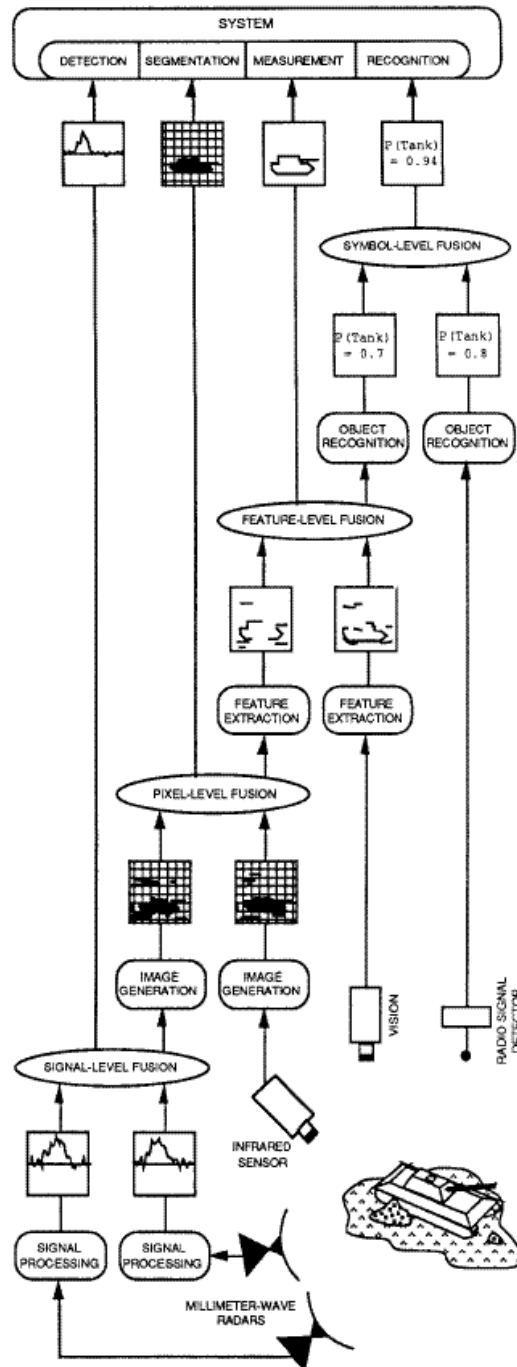 SYSTEM
DETECTION
SEGMENTATION
MEASUREMENT
RECOGNITION
P(Tank)
= 0.94
SYMBOL-LEVEL FUSION
P(Tank)
= 0.7
P(Tank)
= 0.8
OBJECT
RECOGNITION
OBJECT
RECOGNITION
FEATURE-LEVEL FUSION
FEATURE
EXTRACTION
FEATURE
EXTRACTION
PIXEL-LEVEL FUSION
IMAGE
GENERATION
IMAGE
GENERATION
VISION
RADIO SIGNAL
DETECTOR
SIGNAL-LEVEL FUSION
INFRARED
SENSOR
SIGNAL
PROCESSING
SIGNAL
PROCESSING
MILLIMETER-WAVE
RADARS